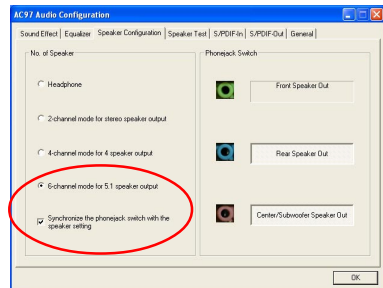 AC97 Audio Configuration
Sound Effect | Equalizer | Speaker Configuration | Speaker Test | S/PDIF-In | S/PDIF-Out | General
No. of Speaker
Headphone
2-channel mode for stereo speaker output
4-channel mode for 4 speaker output
6-channel mode for 5.1 speaker output
Synchronize the phonejack switch with the
speaker setting
Phonejack Switch
Front Speaker Out
Rear Speaker Out
Center/Subwoofer Speaker Out
OK